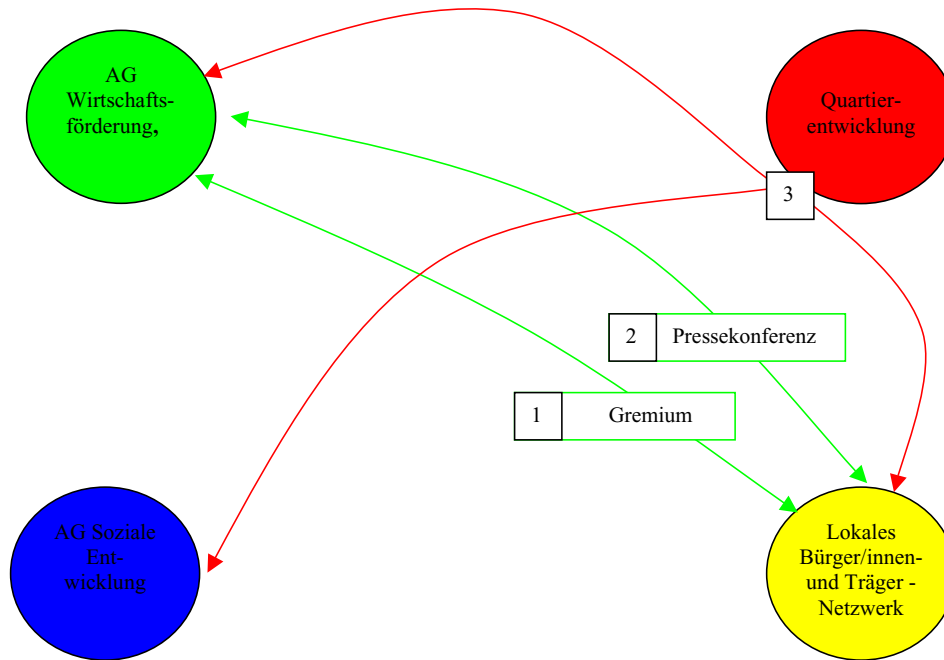 AG
Wirtschafts-
förderung,
Quartier-
entwicklung
3
2 Pressekonferenz
1 Gremium
AG Soziale
Ent-
wicklung
Lokales
Bürger/innen-
und Träger -
Netzwerk